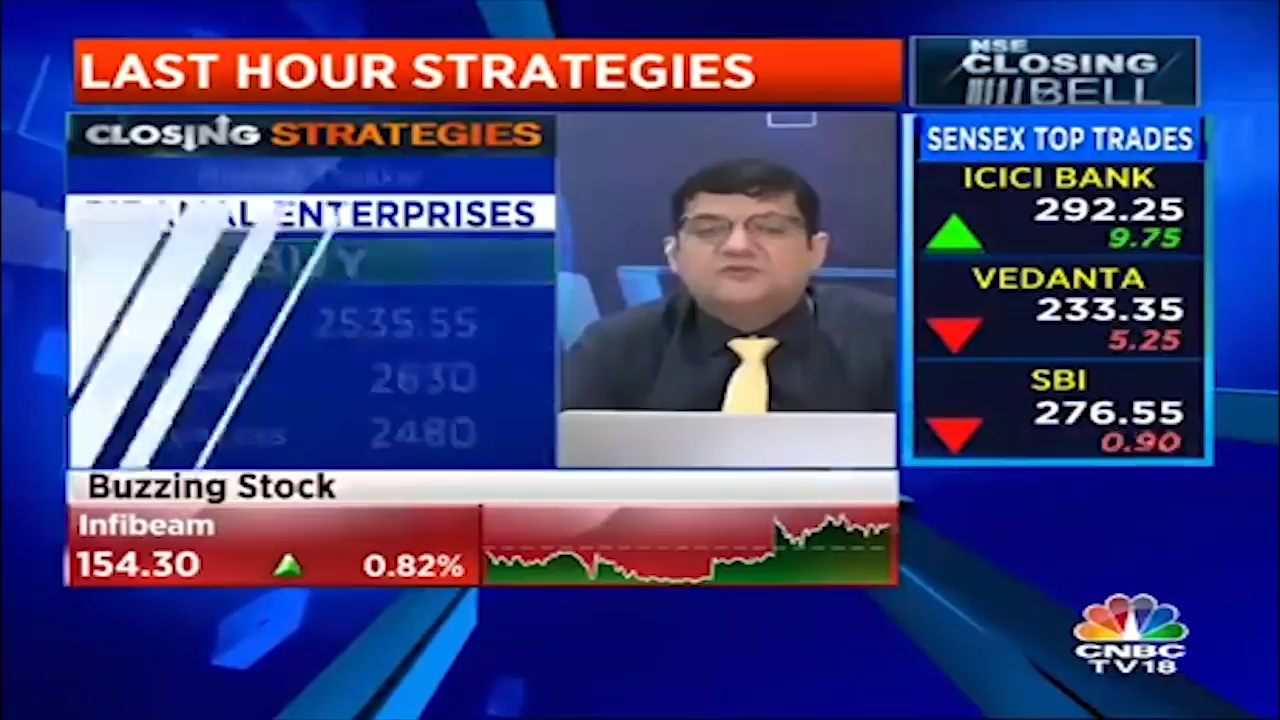 LAST HOUR STRATEGIES
NSE
CLOSING
BELL
CLOSING STRATEGIES
ENTERPRISES
BUY
2535.55
2630
2480
SENSEX TOP TRADES
ICICI BANK
292.25
9.75
VEDANTA
233.35
5.25
SBI
276.55
0.90
Buzzing Stock
Infibeam
154.30 0.82%
CNBC
TV18